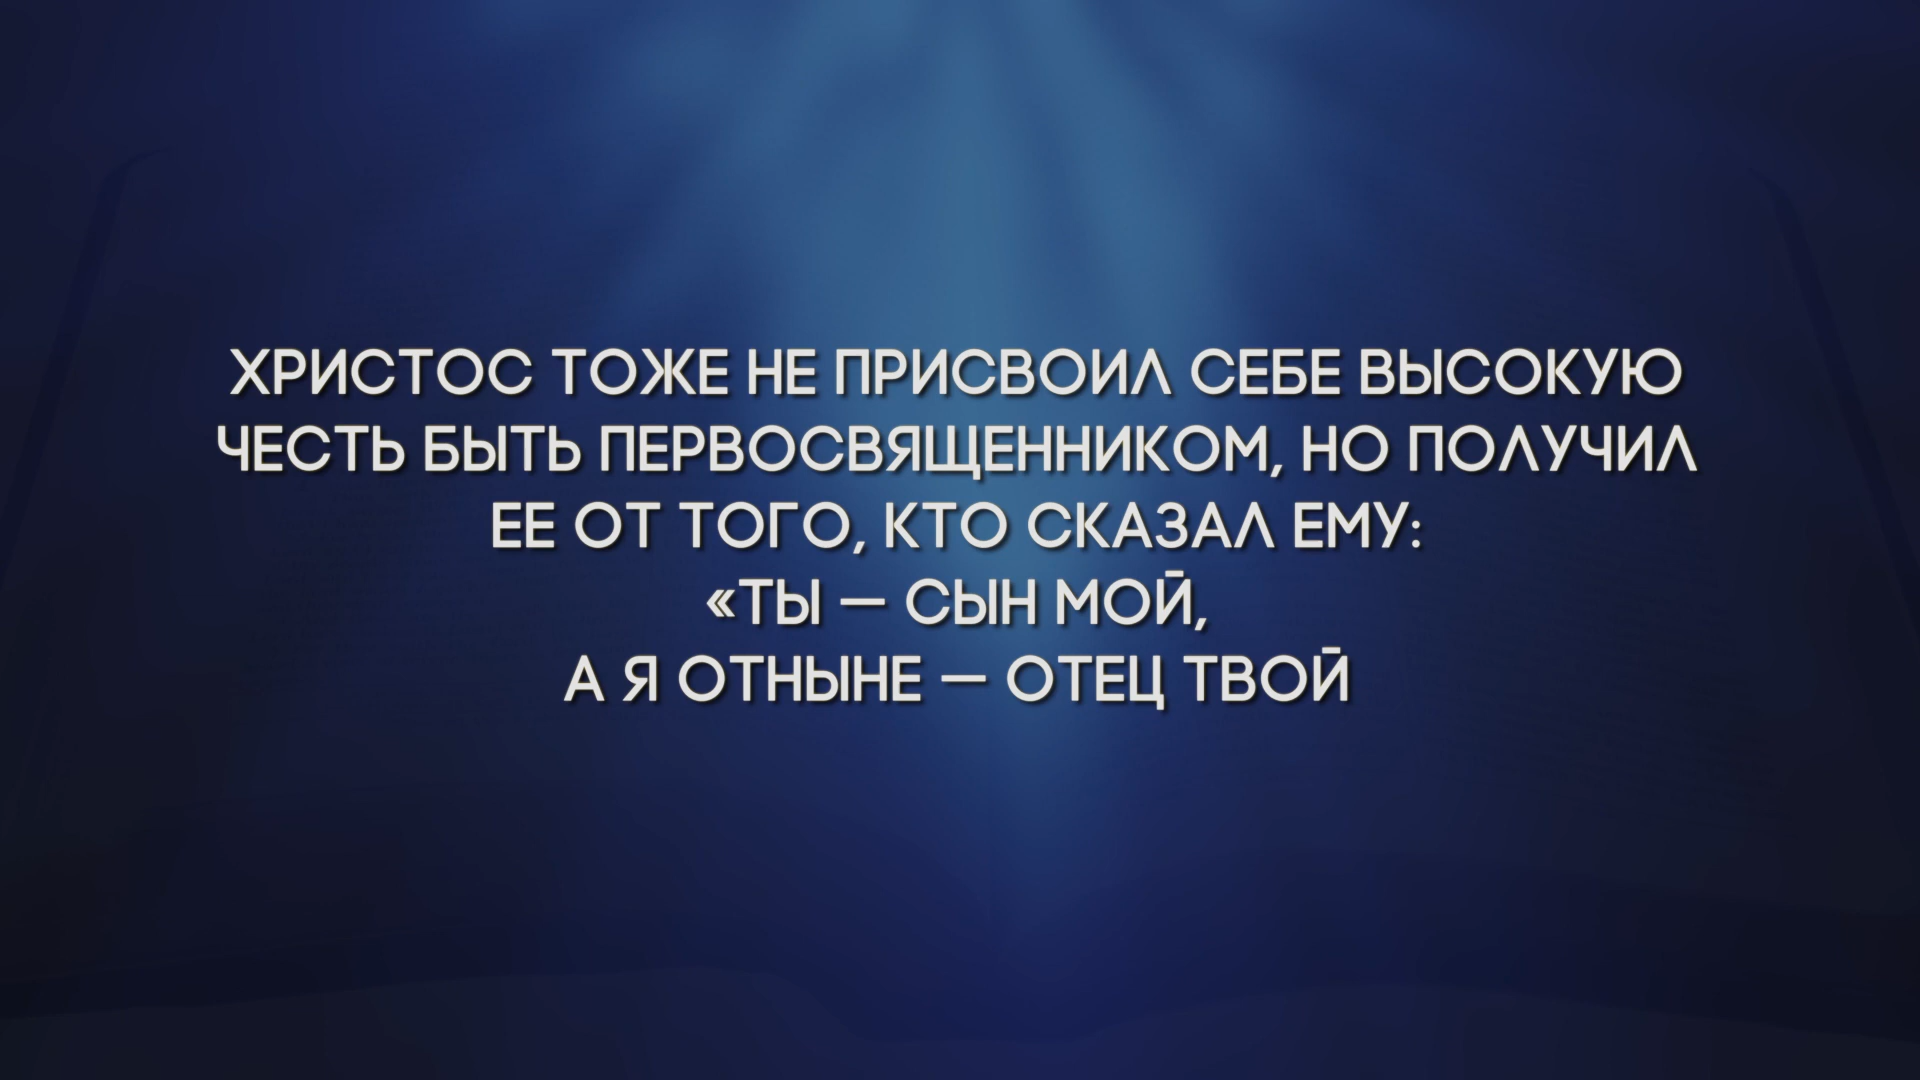 ХРИСТОС ТОЖЕ НЕ ПРИСВОИЛ СЕБЕ ВЫСОКУЮ
ЧЕСТЬ БЫТЬ ПЕРВОСВЯЩЕННИКОМ, НО ПОЛУЧИЛ
ЕЕ ОТ ТОГО, КТО СКАЗАЛ ЕМУ:
«ТЫ — СЫН МОЙ,
А Я ОТНЫНЕ — ОТЕЦ ТВОЙ